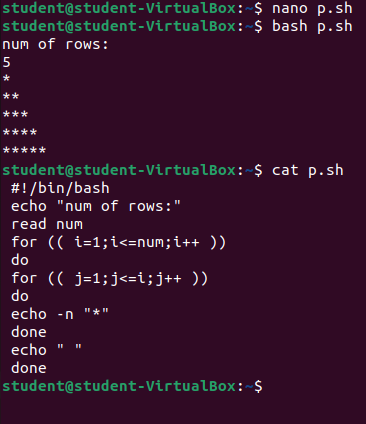 student@student-VirtualBox:~$ nano p.sh
student@student-VirtualBox:~$ bash p.sh
num of rows:
5
*
**
***
****
*****
student@student-VirtualBox:~$ cat p.sh
 #!/bin/bash
 echo "num of rows:"
 read num
 for (( i=1;i<=num;i++ ))
 do
 for (( j=1;j<=i;j++ ))
 do
 echo -n "*"
 done
 echo " "
 done
student@student-VirtualBox:~$